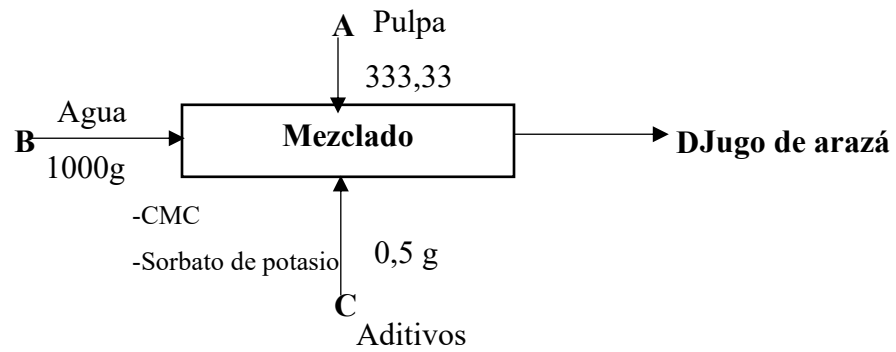 A Pulpa
333,33
Agua
B
1000g
Mezclado
DJugo de arazá
-CMC
-Sorbato de potasio
0,5 g
C
Aditivos